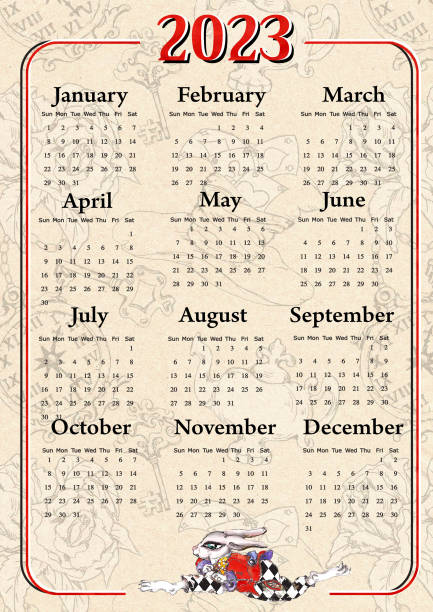 2023
January
Sun Mon Tue Wed Thu Fri Sat
1 2 3 4 5 6 7
8 9 10 11 12 13 14
15 16 17 18 19 20 21
22 23 24 25 26 27 28
29 30 31
February
Sun Mon Tue Wed Thu Fri Sat
1 2 3 4
5 6 7 8 9 10 11
12 13 14 15 16 17 18
19 20 21 22 23 24 25
26 27 28
March
Sun Mon Tue Wed Thu Fri Sat
1 2 3 4
5 6 7 8 9 10 11
12 13 14 15 16 17 18
19 20 21 22 23 24 25
26 27 28 29 30 31
April
Sun Mon Tue Wed Thu Fri Sat
1
2 3 4 5 6 7 8
9 10 11 12 13 14 15
16 17 18 19 20 21 22
23 24 25 26 27 28 29
30
May
Sun Mon Tue Wed Thu Fri Sat
1 2 3 4 5 6
7 8 9 10 11 12 13
14 15 16 17 18 19 20
21 22 23 24 25 26 27
28 29 30 31
June
Sun Mon Tue Wed Thu Fri Sat
1 2 3
4 5 6 7 8 9 10
11 12 13 14 15 16 17
18 19 20 21 22 23 24
25 26 27 28 29 30
July
Sun Mon Tue Wed Thu Fri Sat
1
2 3 4 5 6 7 8
9 10 11 12 13 14 15
16 17 18 19 20 21 22
23 24 25 26 27 28 29
30 31
August
Sun Mon Tue Wed Thu Fri Sat
1 2 3 4 5
6 7 8 9 10 11 12
13 14 15 16 17 18 19
20 21 22 23 24 25 26
27 28 29 30 31
September
Sun Mon Tue Wed Thu Fri Sat
1 2
3 4 5 6 7 8 9
10 11 12 13 14 15 16
17 18 19 20 21 22 23
24 25 26 27 28 29 30
October
Sun Mon Tue Wed Thu Fri Sat
1 2 3 4 5 6 7
8 9 10 11 12 13 14
15 16 17 18 19 20 21
22 23 24 25 26 27 28
29 30 31
November
Sun Mon Tue Wed Thu Fri Sat
1 2 3 4
5 6 7 8 9 10 11
12 13 14 15 16 17 18
19 20 21 22 23 24 25
26 27 28 29 30
December
Sun Mon Tue Wed Thu Fri Sat
1 2
3 4 5 6 7 8 9
10 11 12 13 14 15 16
17 18 19 20 21 22 23
24 25 26 27 28 29 30
31